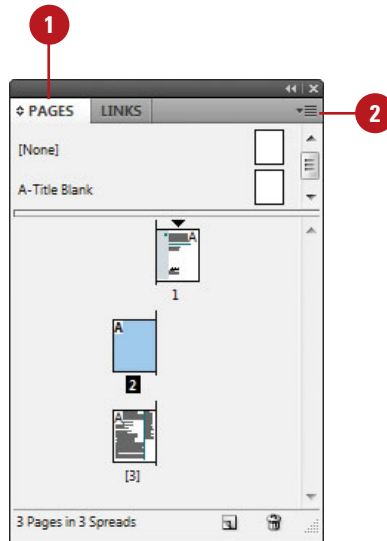 1
PAGES LINKS
2
[None]
A-Title Blank
A
1
A
2
A
[3]
3 Pages in 3 Spreads